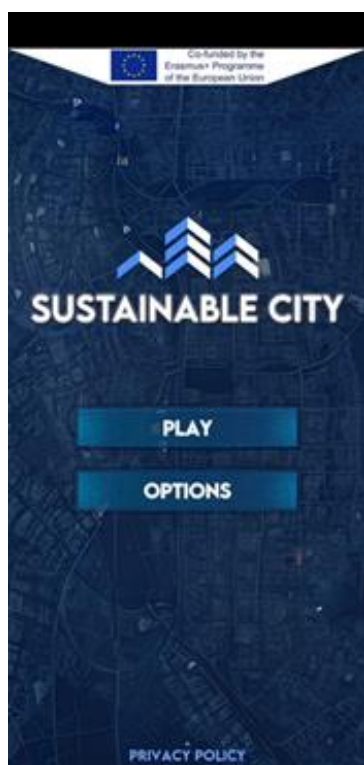 Co-funded by the
Erasmus+ Programme
of the European Union
SUSTAINABLE CITY
PLAY
OPTIONS
PRIVACY POLICY